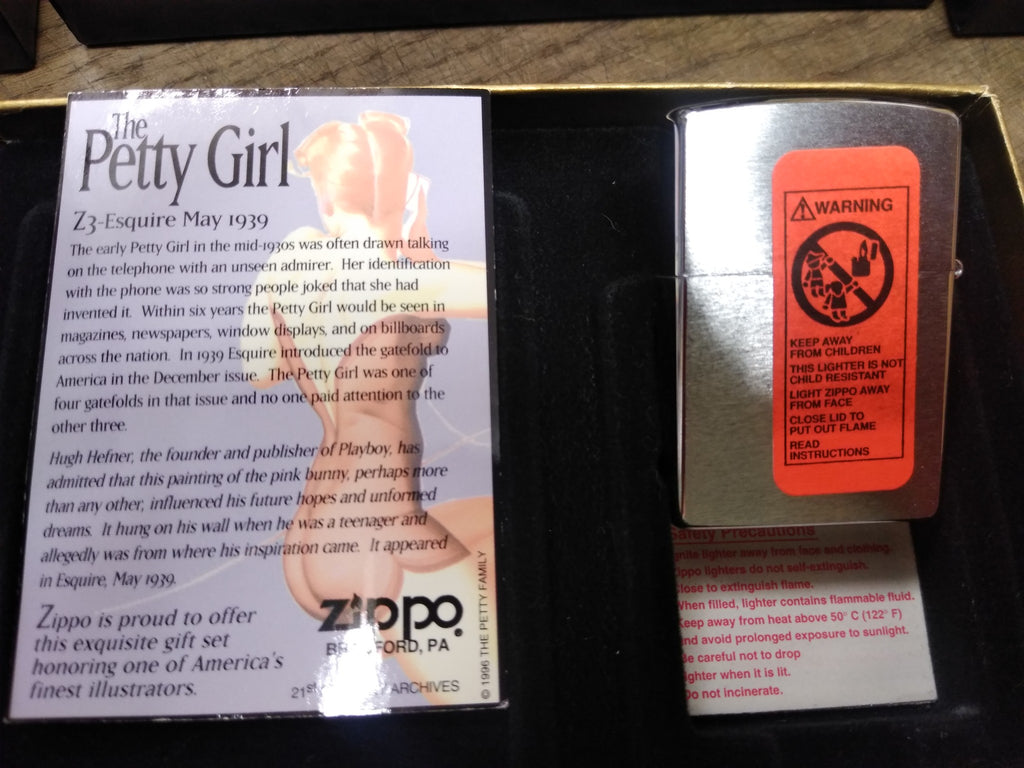 The
Petty Girl
Z3-Esquire May 1939
The early Petty Girl in the mid-1930s was often drawn talking
on the telephone with an unseen admirer. Her identification
with the phone was so strong people joked that she had
invented it. Within six years the Petty Girl would be seen in
magazines, newspapers, window displays, and on billboards
across the nation. In 1939 Esquire introduced the gatefold to
America in the December issue. The Petty Girl was one of
four gatefolds in that issue and no one paid attention to the
other three.
Hugh Hefner, the founder and publisher of Playboy, has
admitted that this painting of the pink bunny, perhaps more
than any other, influenced his future hopes and unformed
dreams. It hung on his wall when he was a teenager and
allegedly was from where his inspiration came. It appeared
in Esquire, May 1939.
Zippo is proud to offer
this exquisite gift set
honoring one of America's
finest illustrators.
zippo
BRADFORD, PA
21st ARCHIVES
© 1996 THE PETTY FAMILY
WARNING
KEEP AWAY
FROM CHILDREN
THIS LIGHTER IS NOT
CHILD RESISTANT
LIGHT ZIPPO AWAY
FROM FACE
CLOSE LID TO
PUT OUT FLAME
READ
INSTRUCTIONS
Safety Precautions
Ignite lighter away from face and clothing.
Zippo lighters do not self-extinguish.
Close to extinguish flame.
When filled, lighter contains flammable fluid.
Keep away from heat above 50° C (122° F)
and avoid prolonged exposure to sunlight.
Be careful not to drop
lighter when it is lit.
Do not incinerate.